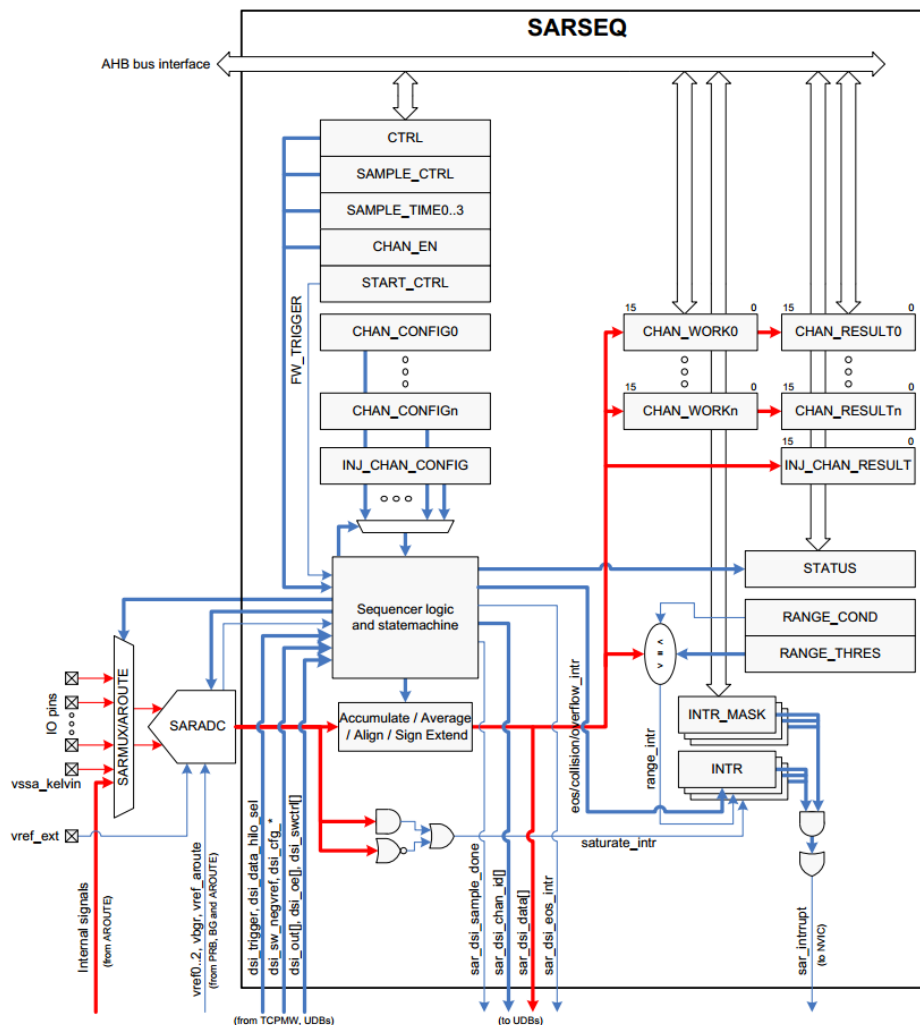 SARSEQ
AHB bus interface
CTRL
SAMPLE_CTRL
SAMPLE_TIME0..3
CHAN_EN
START_CTRL
FW_TRIGGER
CHAN_CONFIG0
CHAN_CONFIGn
INJ_CHAN_CONFIG
15
0
CHAN_WORK0
15
0
CHAN_RESULT0
15
0
CHAN_WORKn
15
0
CHAN_RESULTn
15
0
INJ_CHAN_RESULT
STATUS
RANGE_COND
RANGE_THRES
< = >
Sequencer logic
and statemachine
Accumulate / Average
/ Align / Sign Extend
eos/collision/overflow_intr
range_intr
INTR_MASK
INTR
saturate_intr
SARMUX/AROUTE
SARADC
IO pins
vssa_kelvin
vref_ext
Internal signals
(from AROUTE)
vref0..2, vbgr, vref_aroute
(from PRB, BG and AROUTE)
dsi_trigger, dsi_data_hilo_sel
dsi_sw_negvref, dsi_cfg_*
dsi_out[], dsi_oe[], dsi_swctrl[]
(from TCPMW, UDBs)
sar_dsi_sample_done
sar_dsi_chan_id[]
sar_dsi_data[]
sar_dsi_eos_intr
(to UDBs)
sar_intrrupt
(to NVIC)